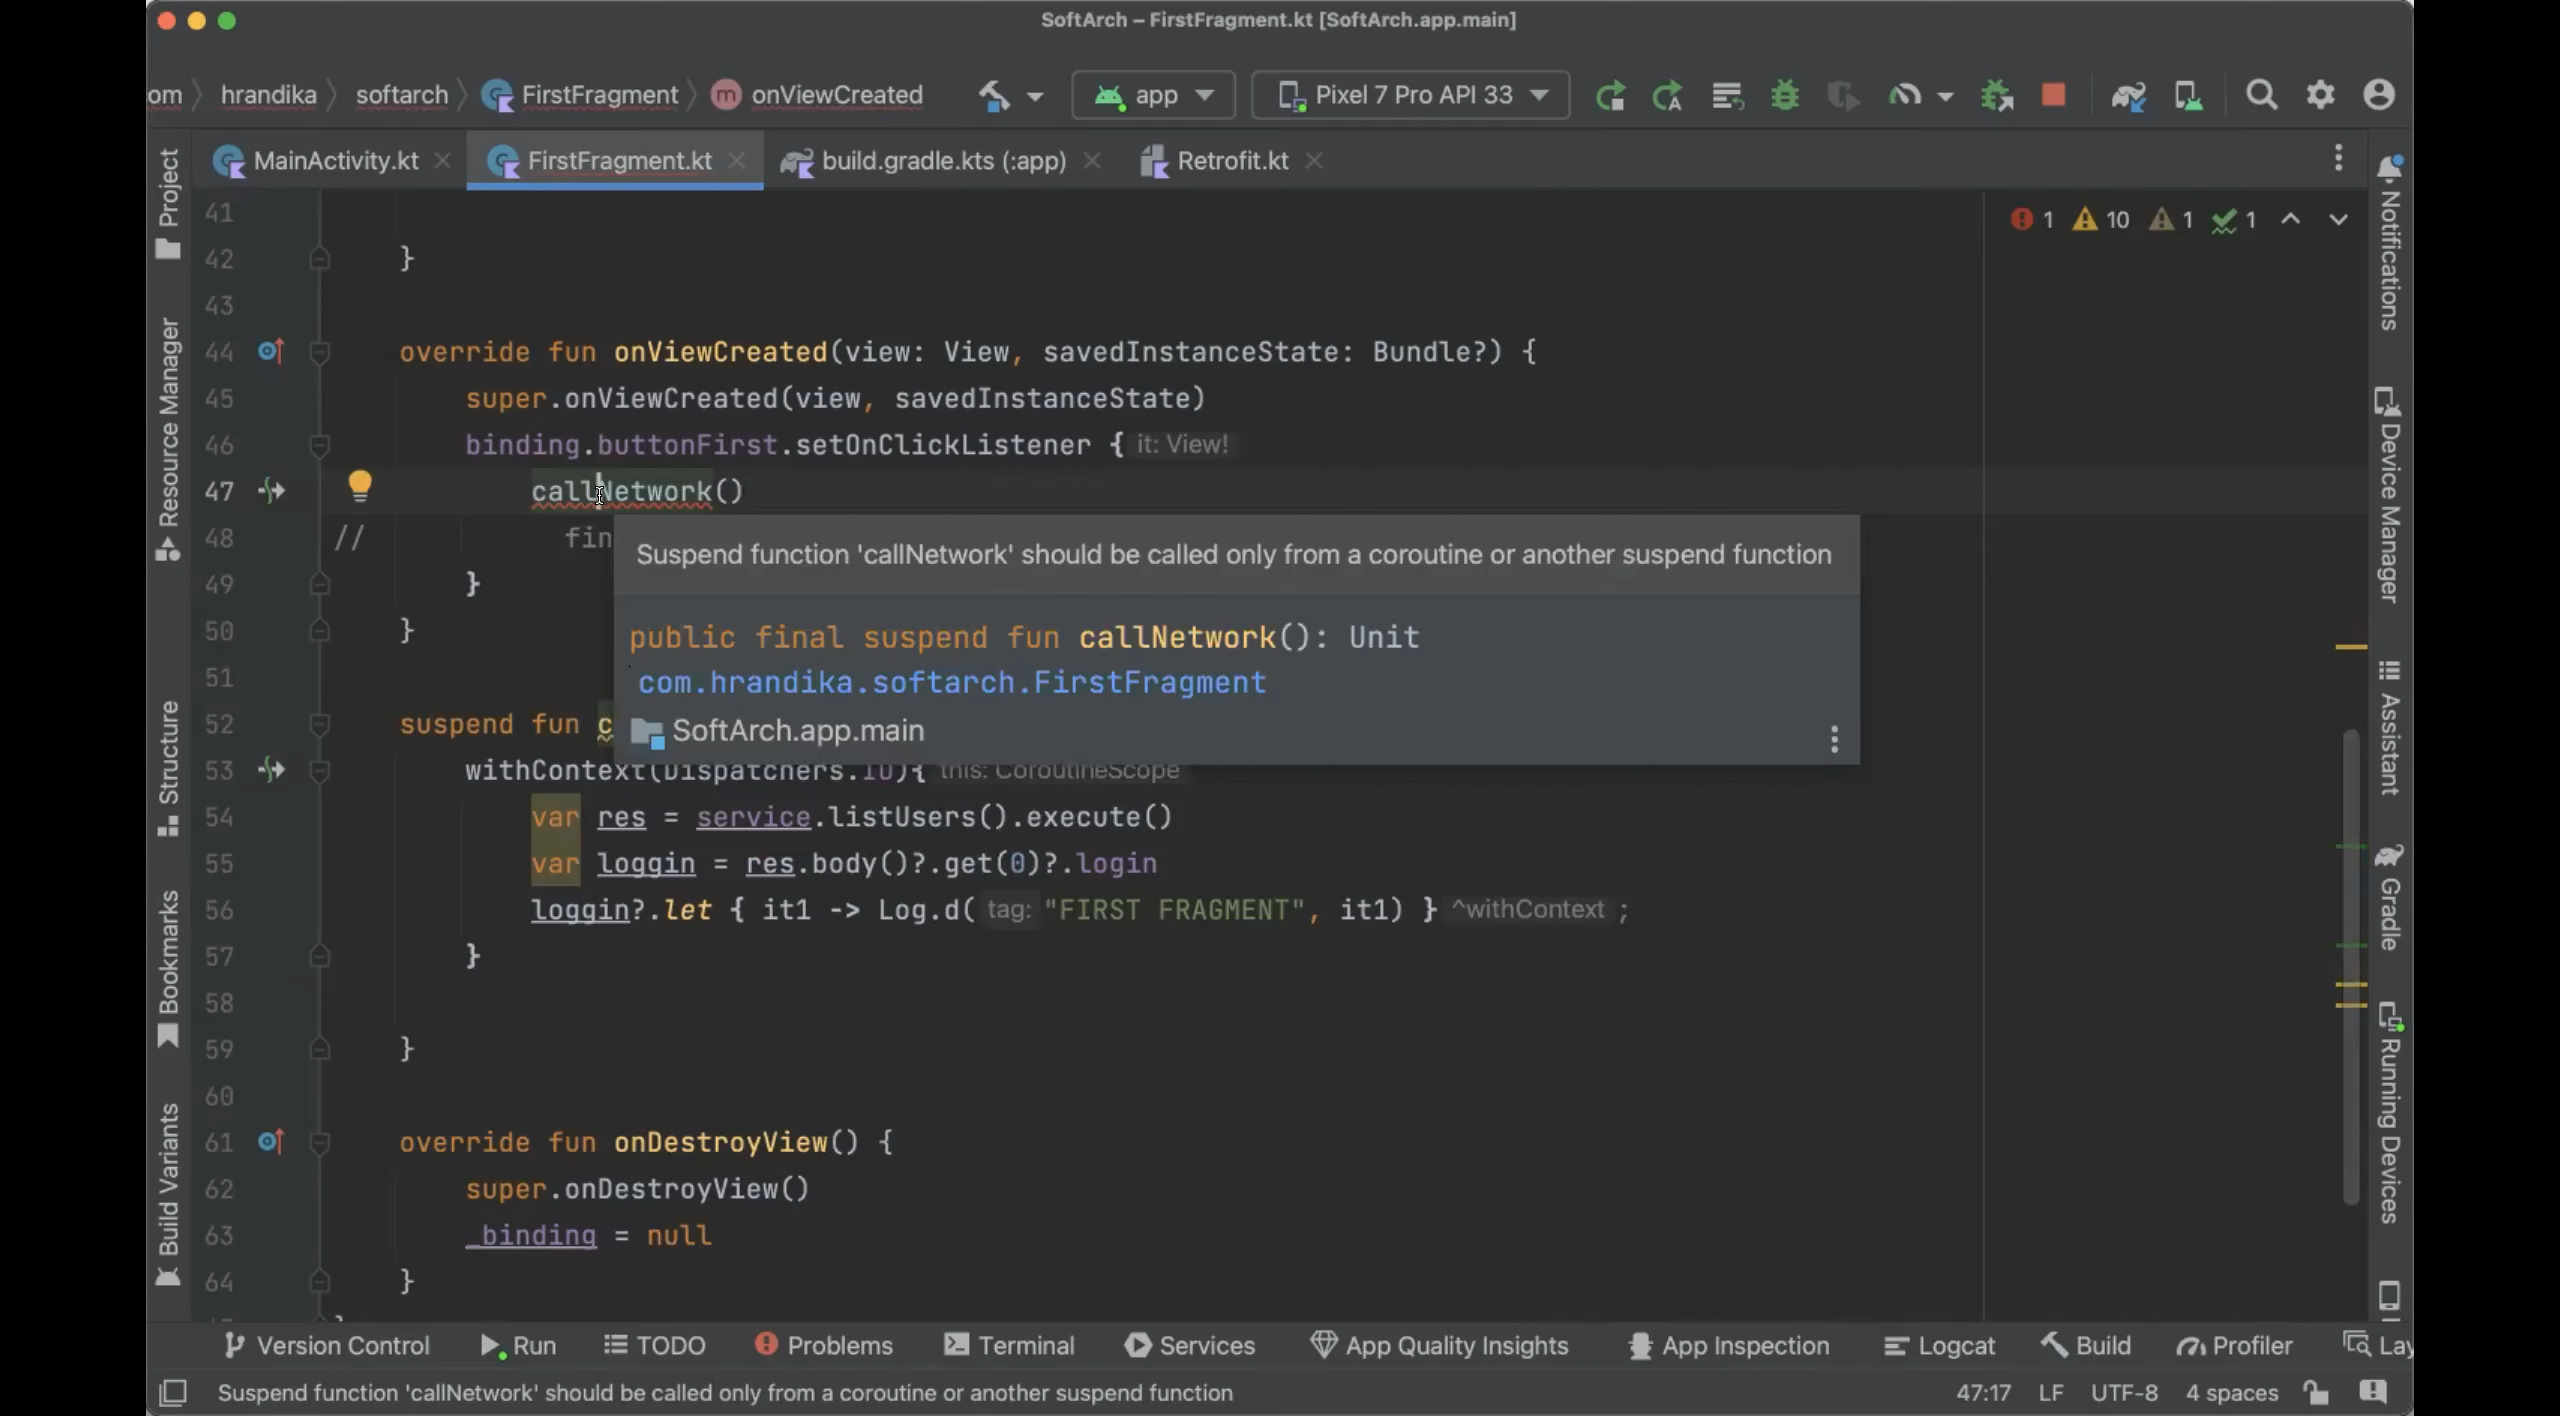 SoftArch – FirstFragment.kt [SoftArch.app.main]
om hrandika softarch FirstFragment m onViewCreated app Pixel 7 Pro API 33
MainActivity.kt FirstFragment.kt build.gradle.kts (:app) Retrofit.kt
Project
Resource Manager
Structure
Bookmarks
Build Variants
1 10 1 1
41
42 }
43
44 override fun onViewCreated(view: View, savedInstanceState: Bundle?) {
45 super.onViewCreated(view, savedInstanceState)
46 binding.buttonFirst.setOnClickListener { it: View!
47 callNetwork()
48 // fin
49 }
50 }
51
52 suspend fun c
53 withContext(Dispatchers.IO){ this: CoroutineScope
54 var res = service.listUsers().execute()
55 var loggin = res.body()?.get(0)?.login
56 loggin?.let { it1 -> Log.d( tag: "FIRST FRAGMENT", it1) } ^withContext ;
57 }
58
59 }
60
61 override fun onDestroyView() {
62 super.onDestroyView()
63 _binding = null
64 }
Suspend function 'callNetwork' should be called only from a coroutine or another suspend function
public final suspend fun callNetwork(): Unit
com.hrandika.softarch.FirstFragment
SoftArch.app.main
Notifications
Device Manager
Assistant
Gradle
Running Devices
Version Control Run TODO Problems Terminal Services App Quality Insights App Inspection Logcat Build Profiler Lay
Suspend function 'callNetwork' should be called only from a coroutine or another suspend function 47:17 LF UTF-8 4 spaces